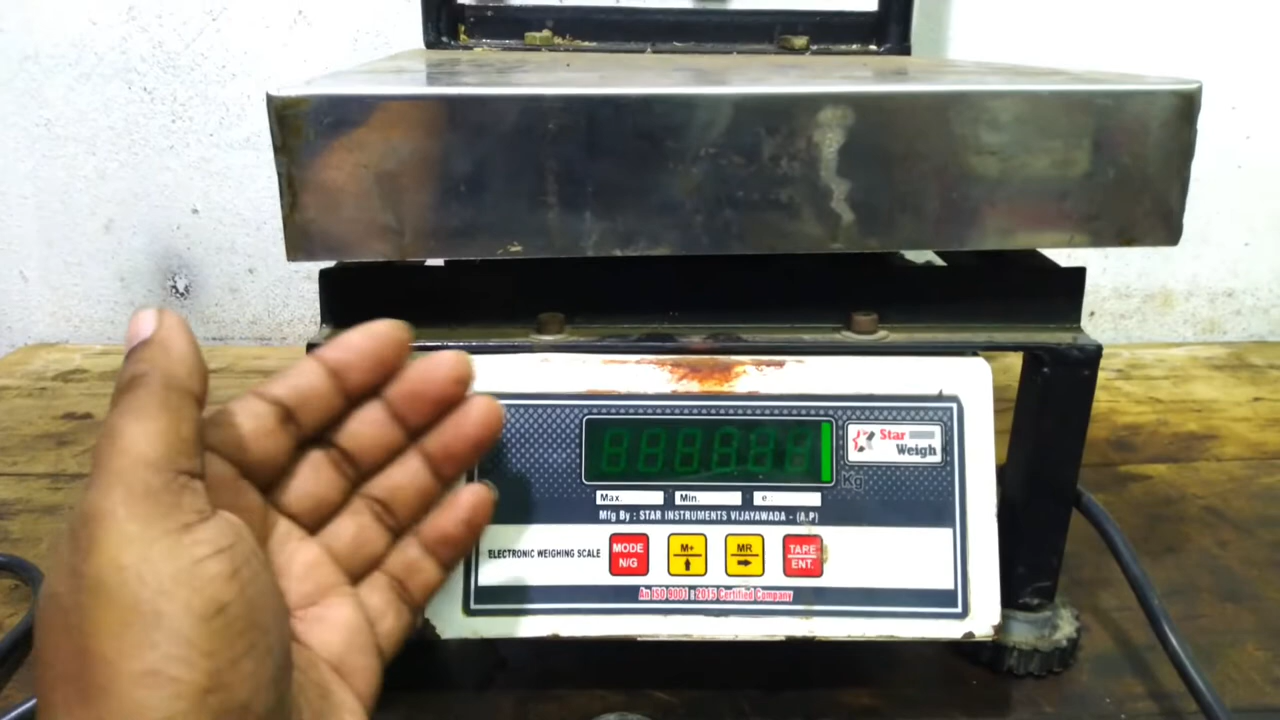 Star
Weigh
Kg
Max.
Min.
e:
Mfg By : STAR INSTRUMENTS VIJAYAWADA - (A.P)
ELECTRONIC WEIGHING SCALE
MODE
N/G
M+
MR
TARE
ENT.
An ISO 9001 : 2015 Certified Company